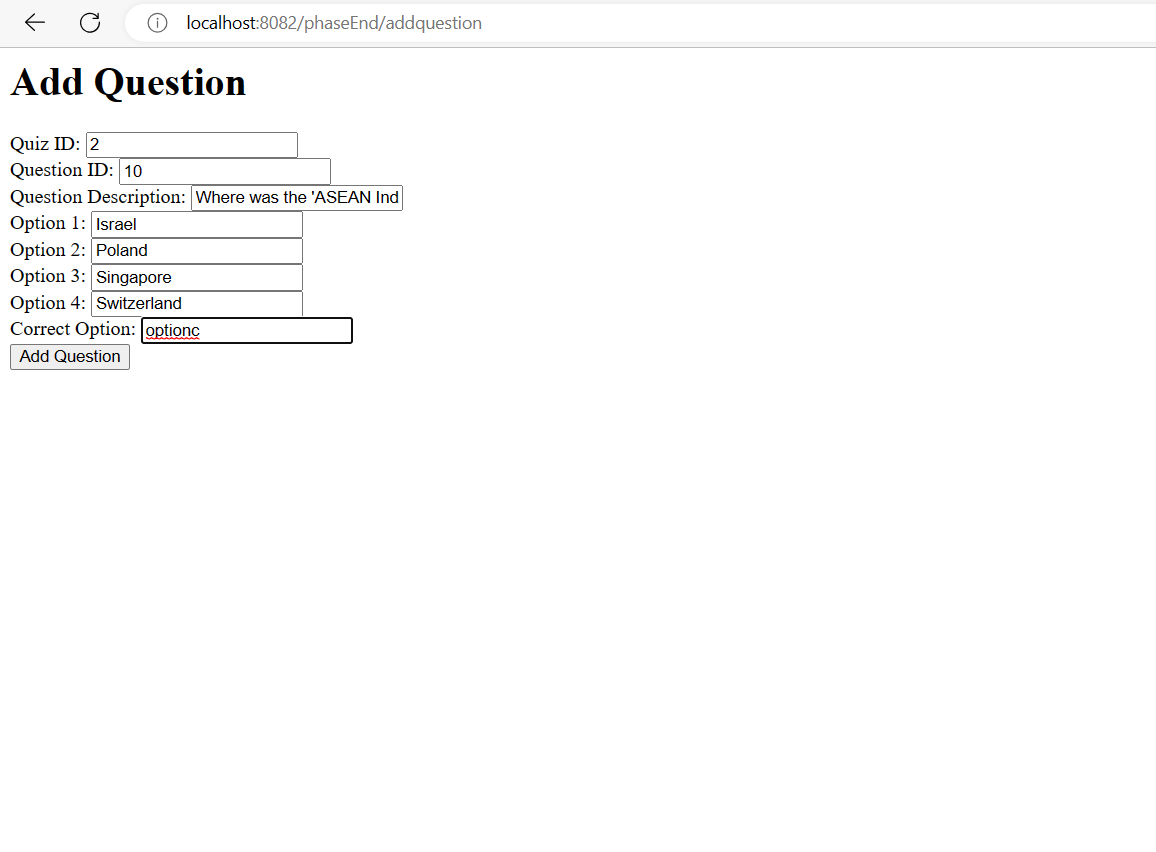 localhost:8082/phaseEnd/addquestion
Add Question
Quiz ID: 2
Question ID: 10
Question Description: Where was the 'ASEAN Ind
Option 1: Israel
Option 2: Poland
Option 3: Singapore
Option 4: Switzerland
Correct Option: optionc
Add Question